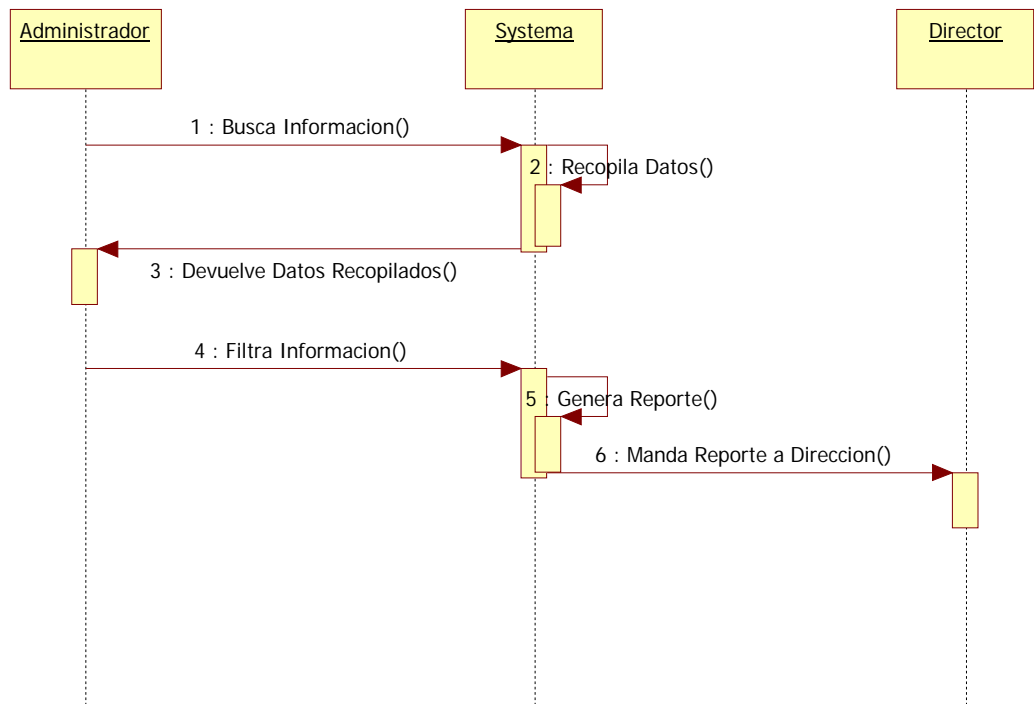 Administrador
Systema
Director
1 : Busca Informacion()
2 : Recopila Datos()
3 : Devuelve Datos Recopilados()
4 : Filtra Informacion()
5 : Genera Reporte()
6 : Manda Reporte a Direccion()